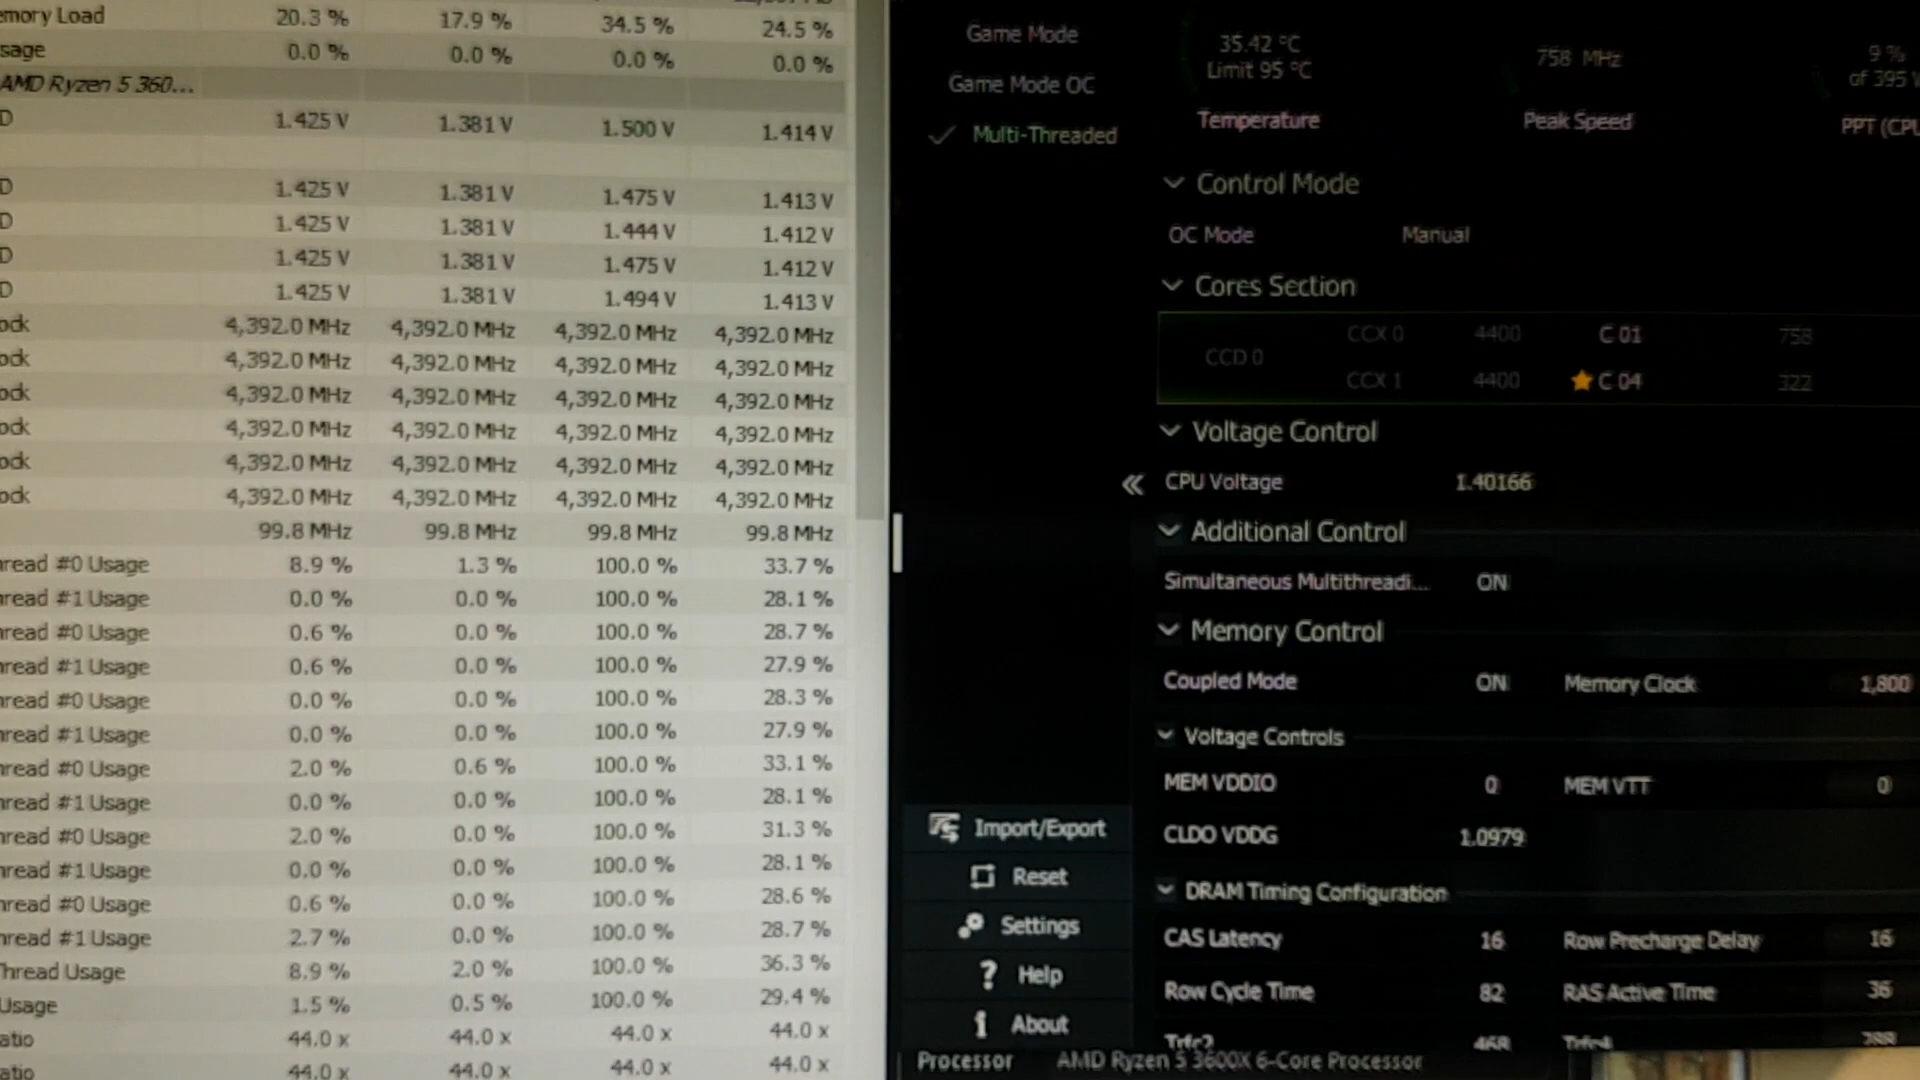 emory Load 20.3 % 17.9 % 34.5 % 24.5 %
sage 0.0 % 0.0 % 0.0 % 0.0 %
AMD Ryzen 5 360...
D 1.425 V 1.381 V 1.500 V 1.414 V
D 1.425 V 1.381 V 1.475 V 1.413 V
D 1.425 V 1.381 V 1.444 V 1.412 V
D 1.425 V 1.381 V 1.475 V 1.412 V
D 1.425 V 1.381 V 1.494 V 1.413 V
ock 4,392.0 MHz 4,392.0 MHz 4,392.0 MHz 4,392.0 MHz
ock 4,392.0 MHz 4,392.0 MHz 4,392.0 MHz 4,392.0 MHz
ock 4,392.0 MHz 4,392.0 MHz 4,392.0 MHz 4,392.0 MHz
ock 4,392.0 MHz 4,392.0 MHz 4,392.0 MHz 4,392.0 MHz
ock 4,392.0 MHz 4,392.0 MHz 4,392.0 MHz 4,392.0 MHz
ock 4,392.0 MHz 4,392.0 MHz 4,392.0 MHz 4,392.0 MHz
99.8 MHz 99.8 MHz 99.8 MHz 99.8 MHz
hread #0 Usage 8.9 % 1.3 % 100.0 % 33.7 %
hread #1 Usage 0.0 % 0.0 % 100.0 % 28.1 %
hread #0 Usage 0.6 % 0.0 % 100.0 % 28.7 %
hread #1 Usage 0.6 % 0.0 % 100.0 % 27.9 %
hread #0 Usage 0.0 % 0.0 % 100.0 % 28.3 %
hread #1 Usage 0.0 % 0.0 % 100.0 % 27.9 %
hread #0 Usage 2.0 % 0.6 % 100.0 % 33.1 %
hread #1 Usage 0.0 % 0.0 % 100.0 % 28.1 %
hread #0 Usage 2.0 % 0.0 % 100.0 % 31.3 %
hread #1 Usage 0.0 % 0.0 % 100.0 % 28.1 %
hread #0 Usage 0.6 % 0.0 % 100.0 % 28.6 %
hread #1 Usage 2.7 % 0.0 % 100.0 % 28.7 %
Thread Usage 8.9 % 2.0 % 100.0 % 36.3 %
Usage 1.5 % 0.5 % 100.0 % 29.4 %
atio 44.0 x 44.0 x 44.0 x 44.0 x
atio 44.0 x 44.0 x 44.0 x 44.0 x
Game Mode
Game Mode OC
Multi-Threaded
Import/Export
Reset
Settings
Help
About
35.42 °C 758 MHz 9 %
Limit 95 °C of 395 W
Temperature Peak Speed PPT (CPU
Control Mode
OC Mode Manual
Cores Section
CCD 0
CCX 0 4400 C 01 758
CCX 1 4400 C 04 322
Voltage Control
CPU Voltage 1.40166
Additional Control
Simultaneous Multithreadi... ON
Memory Control
Coupled Mode ON Memory Clock 1,800
Voltage Controls
MEM VDDIO 0 MEM VTT 0
CLDO VDDG 1.0979
DRAM Timing Configuration
CAS Latency 16 Row Precharge Delay 16
Row Cycle Time 82 RAS Active Time 36
Trfc2 468 Trfc4 288
Processor AMD Ryzen 5 3600X 6-Core Processor